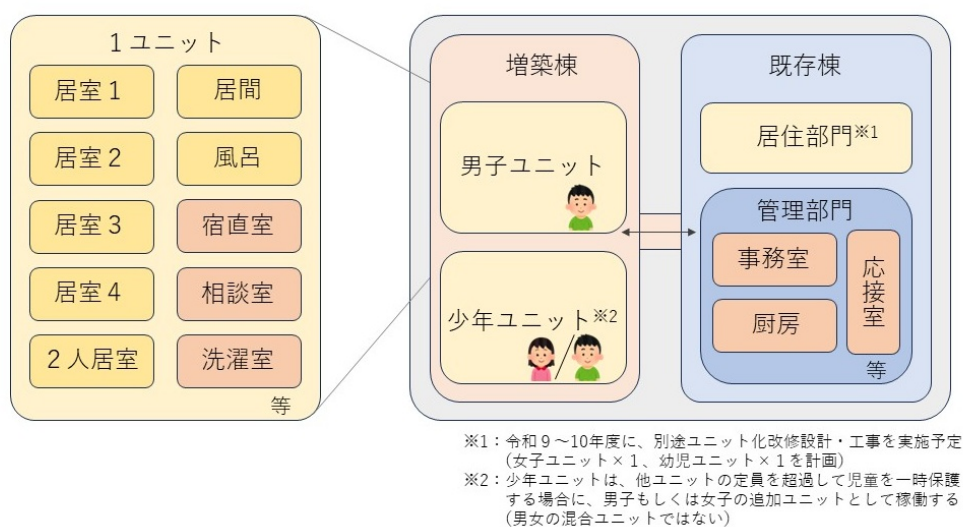 1ユニット
居室1
居間
居室2
風呂
居室3
宿直室
居室4
相談室
2人居室
洗濯室
等
増築棟
男子ユニット
少年ユニット※2
既存棟
居住部門※1
管理部門
事務室
厨房
応接室
等
※1：令和9～10年度に、別途ユニット化改修設計・工事を実施予定
(女子ユニット×1、幼児ユニット×1を計画)
※2：少年ユニットは、他ユニットの定員を超過して児童を一時保護
する場合に、男子もしくは女子の追加ユニットとして稼働する
(男女の混合ユニットではない)